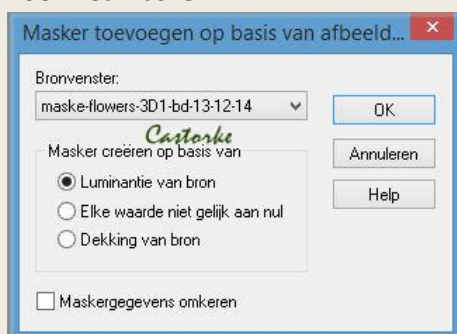 Masker toevoegen op basis van afbeeld...
Bronvenster:
maske-flowers-3D1-bd-13-12-14
OK
Castorke
Masker creëren op basis van
Annuleren
Luminantie van bron
Help
Elke waarde niet gelijk aan nul
Dekking van bron
Maskergegevens omkeren